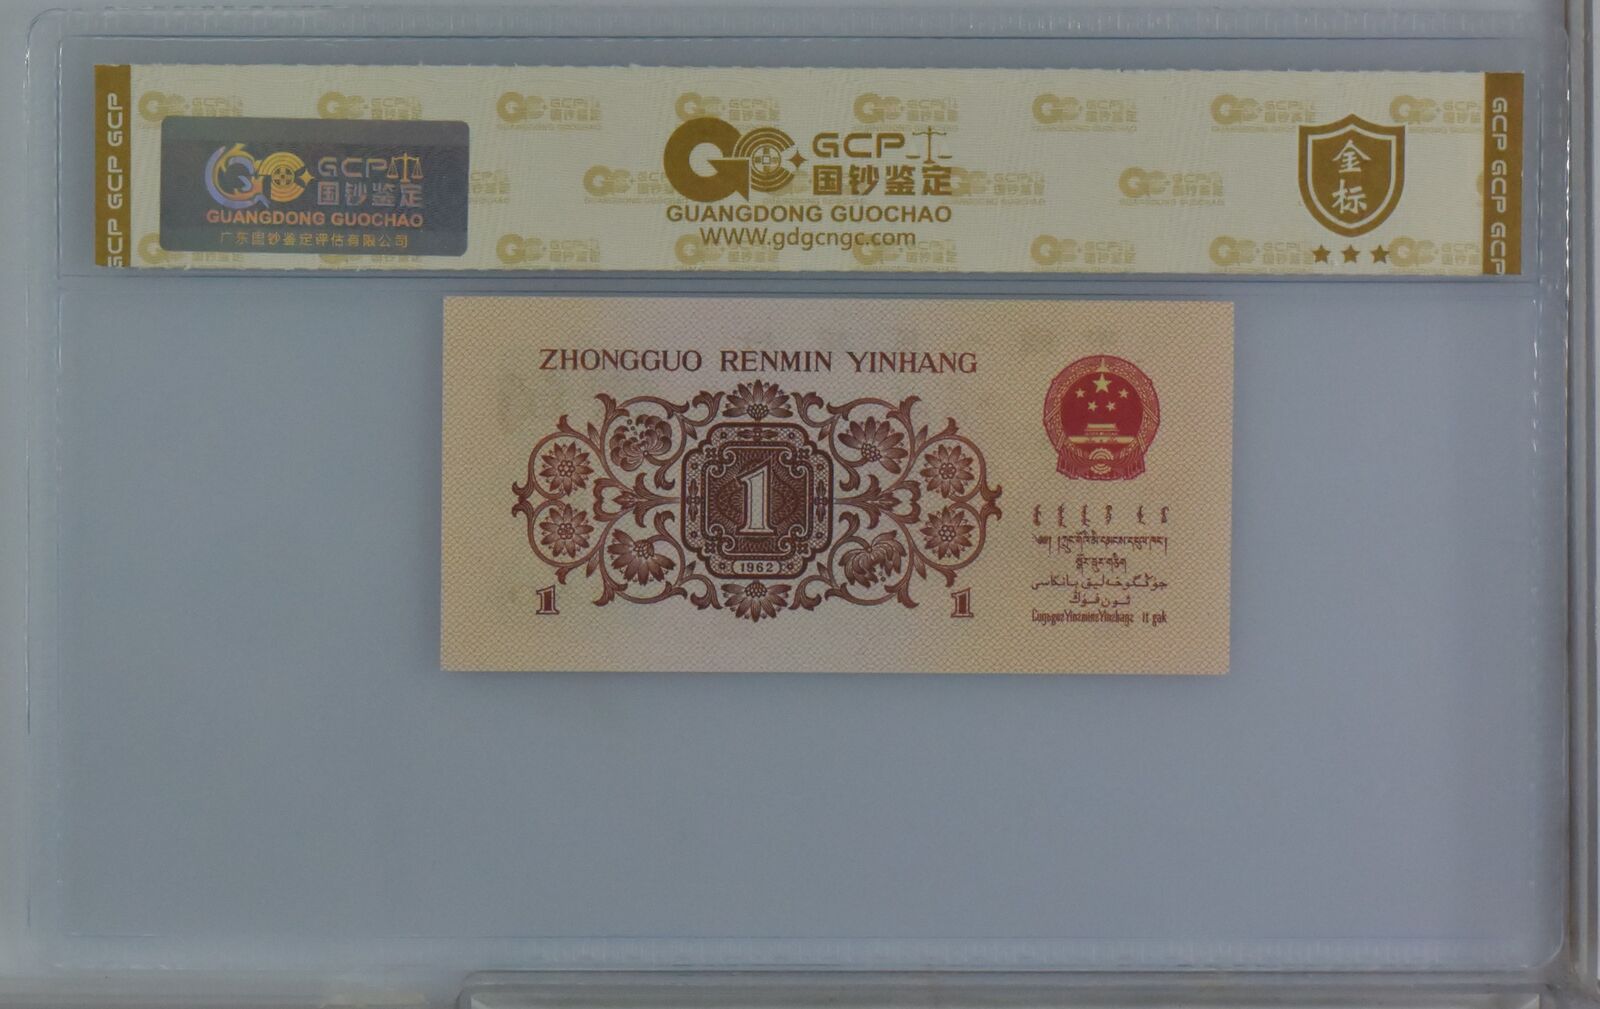 GCP GCP GCP
GCP 国钞鉴定
GUANGDONG GUOCHAO
广东国钞鉴定评估有限公司
GCP
国钞鉴定
GUANGDONG GUOCHAO
WWW.gdgcngc.com
金标
GCP GCP GCP
ZHONGGUO RENMIN YINHANG
1
1962
1
1